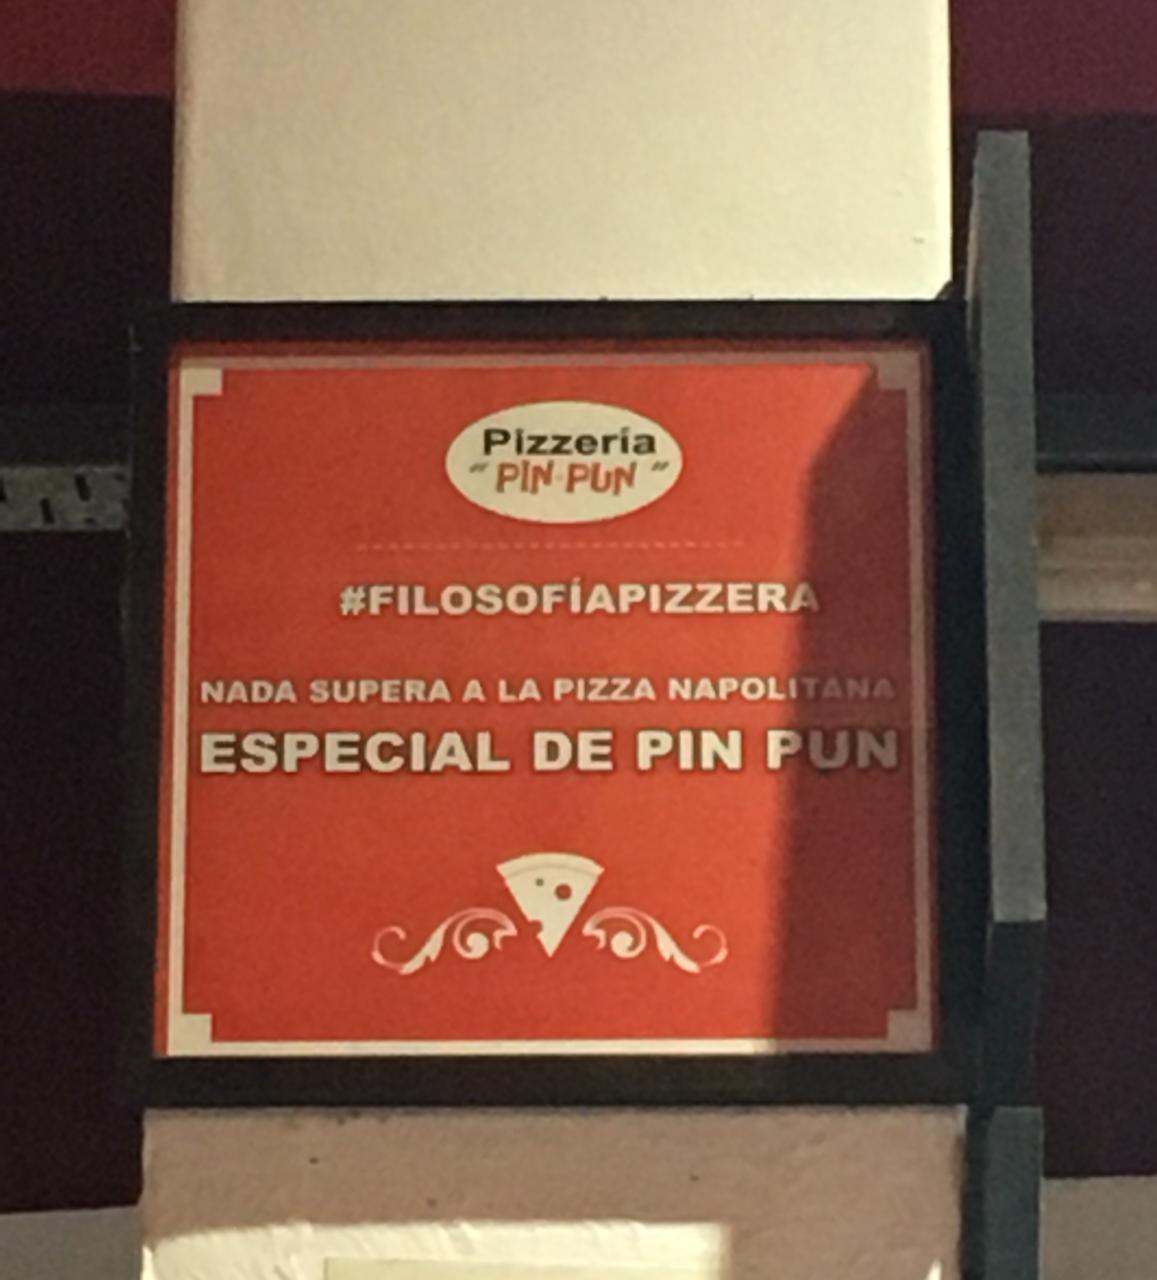 Pizzería
"PIN-PUN"
#FILOSOFÍAPIZZERA
NADA SUPERA A LA PIZZA NAPOLITANA
ESPECIAL DE PIN PUN